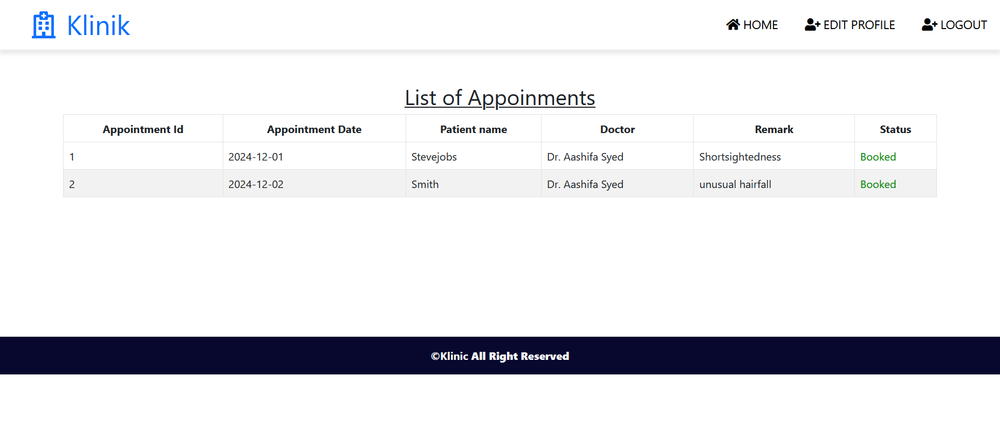 Klinik
HOME EDIT PROFILE LOGOUT
List of Appoinments
Appointment Id Appointment Date Patient name Doctor Remark Status
1 2024-12-01 Stevejobs Dr. Aashifa Syed Shortsightedness Booked
2 2024-12-02 Smith Dr. Aashifa Syed unusual hairfall Booked
©Klinic All Right Reserved